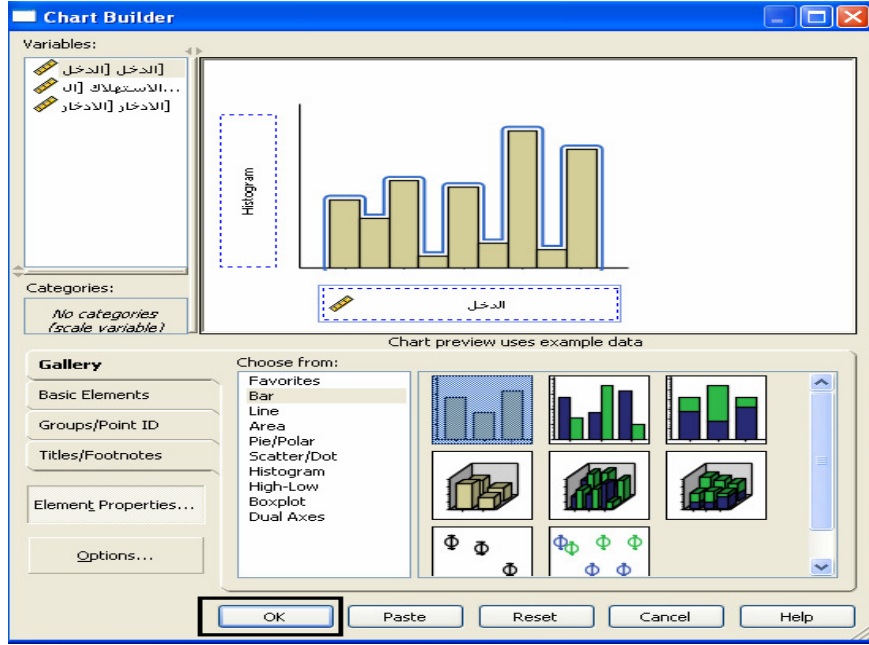 Chart Builder
Variables:
الدخل [الدخل]
الاستهلاك [ال...
الادخار [الادخار]
Histogram
الدخل
Categories:
No categories
(scale variable)
Chart preview uses example data
Gallery
Basic Elements
Groups/Point ID
Titles/Footnotes
Element Properties...
Options...
Choose from:
Favorites
Bar
Line
Area
Pie/Polar
Scatter/Dot
Histogram
High-Low
Boxplot
Dual Axes
OK
Paste
Reset
Cancel
Help